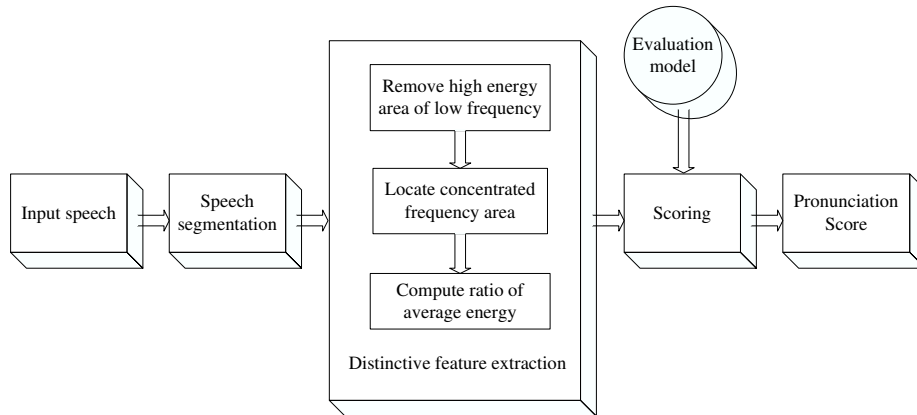 Input speech
Speech
segmentation
Remove high energy
area of low frequency
Locate concentrated
frequency area
Compute ratio of
average energy
Distinctive feature extraction
Evaluation
model
Scoring
Pronunciation
Score